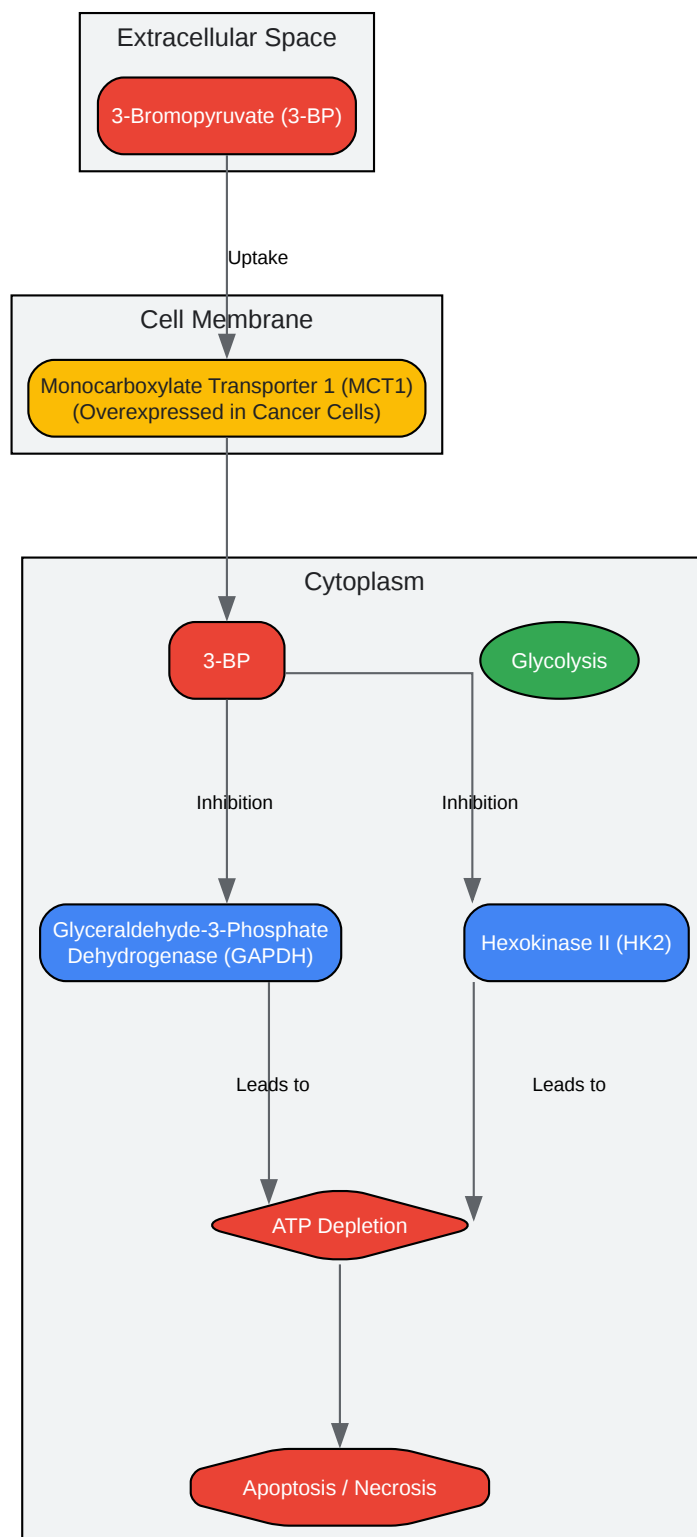 Extracellular Space
3-Bromopyruvate (3-BP)
Uptake
Cell Membrane
Monocarboxylate Transporter 1 (MCT1)
(Overexpressed in Cancer Cells)
Cytoplasm
3-BP
Glycolysis
Inhibition
Inhibition
Glyceraldehyde-3-Phosphate
Dehydrogenase (GAPDH)
Hexokinase II (HK2)
Leads to
Leads to
ATP Depletion
Apoptosis / Necrosis